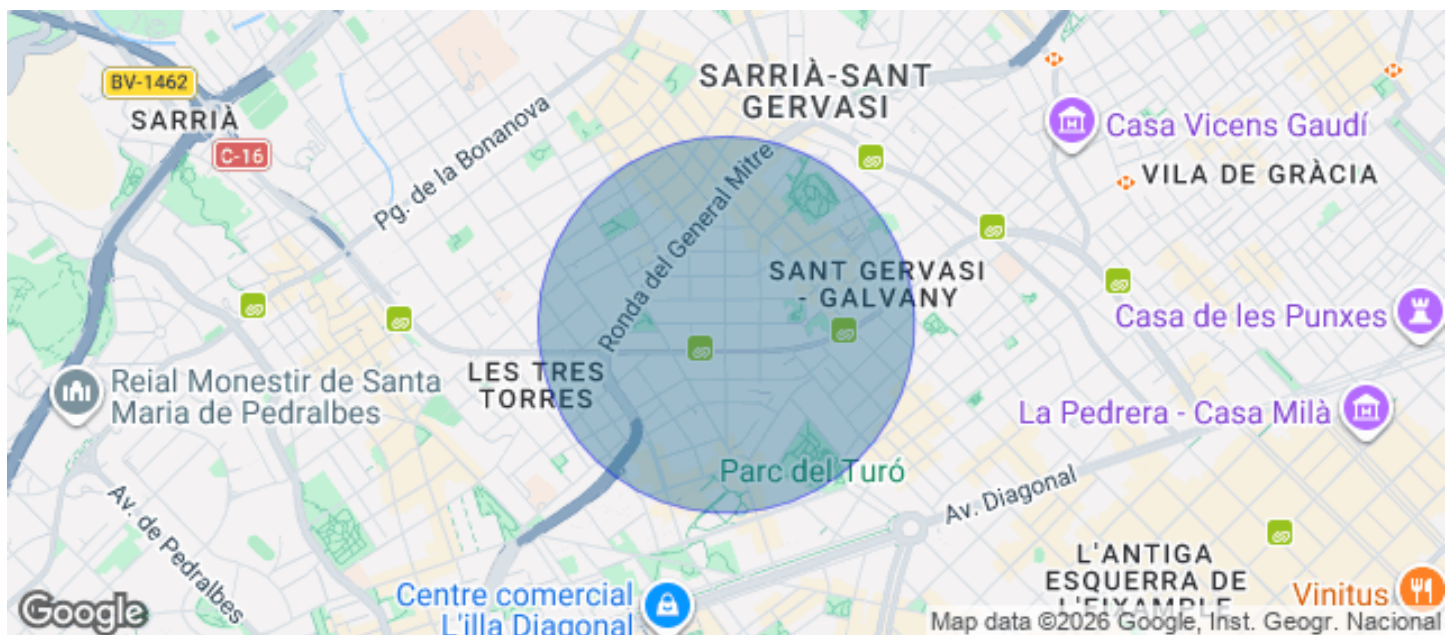 BV-1462
SARRIÀ
C-16
Pg. de la Bonanova
SARRIÀ-SANT
GERVASI
Casa Vicens Gaudí
VILA DE GRÀCIA
Ronda del General Mitre
SANT GERVASI
- GALVANY
Casa de les Punxes
LES TRES
TORRES
Reial Monestir de Santa
Maria de Pedralbes
La Pedrera - Casa Milà
Parc del Turó
Av. Diagonal
Av. de Pedralbes
L'ANTIGA
ESQUERRA DE
L'EIXAMPLE
Centre comercial
L'illa Diagonal
Vinitus
Google
Map data ©2026 Google, Inst. Geogr. Nacional